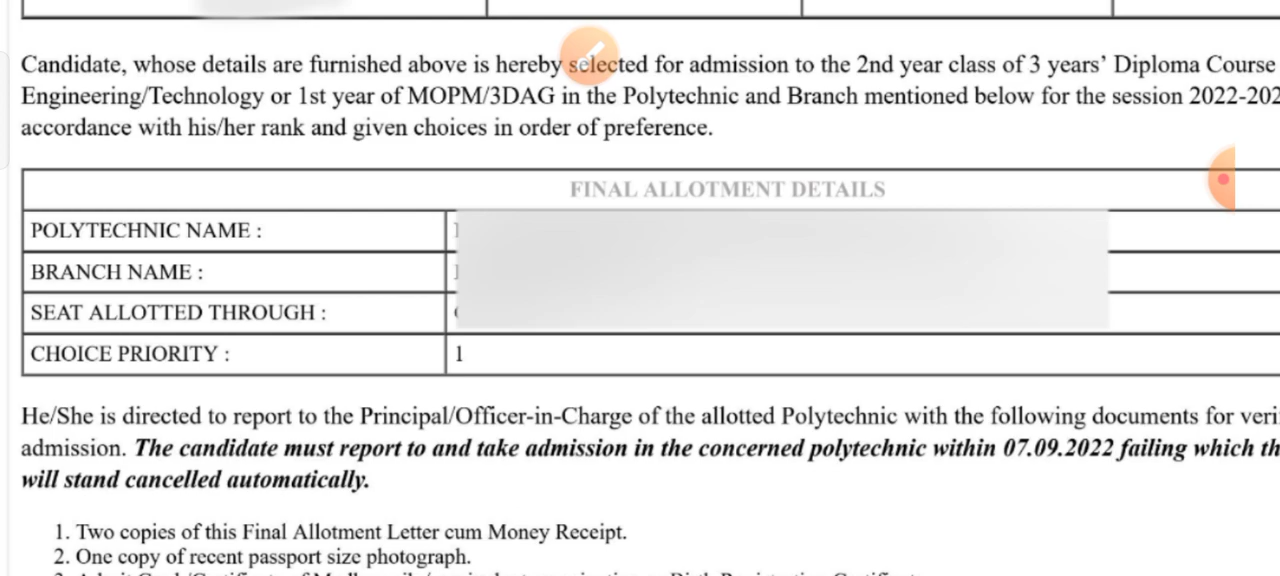 Candidate, whose details are furnished above is hereby selected for admission to the 2nd year class of 3 years’ Diploma Course
Engineering/Technology or 1st year of MOPM/3DAG in the Polytechnic and Branch mentioned below for the session 2022-202
accordance with his/her rank and given choices in order of preference.
FINAL ALLOTMENT DETAILS
POLYTECHNIC NAME :
BRANCH NAME :
SEAT ALLOTTED THROUGH :
CHOICE PRIORITY : 1
He/She is directed to report to the Principal/Officer-in-Charge of the allotted Polytechnic with the following documents for veri
admission. The candidate must report to and take admission in the concerned polytechnic within 07.09.2022 failing which th
will stand cancelled automatically.
1. Two copies of this Final Allotment Letter cum Money Receipt.
2. One copy of recent passport size photograph.